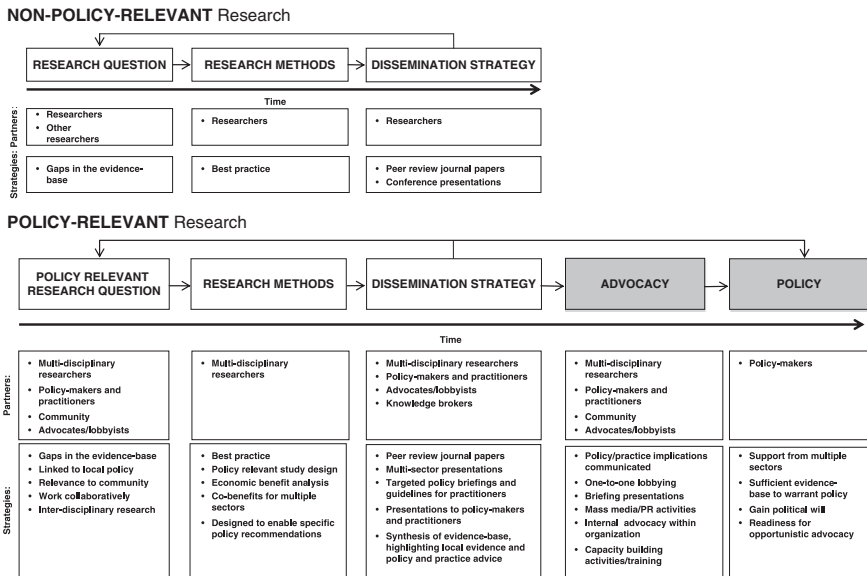 NON-POLICY-RELEVANT Research
RESEARCH QUESTION
RESEARCH METHODS
DISSEMINATION STRATEGY
Time
Partners:
• Researchers
• Other
researchers
• Researchers
• Researchers
Strategies:
• Gaps in the evidence-
base
• Best practice
• Peer review journal papers
• Conference presentations
POLICY-RELEVANT Research
POLICY RELEVANT
RESEARCH QUESTION
RESEARCH METHODS
DISSEMINATION STRATEGY
ADVOCACY
POLICY
Time
Partners:
• Multi-disciplinary
researchers
• Policy-makers and
practitioners
• Community
• Advocates/lobbyists
• Multi-disciplinary
researchers
• Multi-disciplinary researchers
• Policy-makers and practitioners
• Advocates/lobbyists
• Knowledge brokers
• Multi-disciplinary
researchers
• Policy-makers and
practitioners
• Community
• Advocates/lobbyists
• Policy-makers
Strategies:
• Gaps in the evidence-base
• Linked to local policy
• Relevance to community
• Work collaboratively
• Inter-disciplinary research
• Best practice
• Policy relevant study design
• Economic benefit analysis
• Co-benefits for multiple
sectors
• Designed to enable specific
policy recommendations
• Peer review journal papers
• Multi-sector presentations
• Targeted policy briefings and
guidelines for practitioners
• Presentations to policy-makers
and practitioners
• Synthesis of evidence-base,
highlighting local evidence and
policy and practice advice
• Policy/practice implications
communicated
• One-to-one lobbying
• Briefing presentations
• Mass media/PR activities
• Internal advocacy within
organization
• Capacity building
activities/training
• Support from multiple
sectors
• Sufficient evidence-
base to warrant policy
• Gain political will
• Readiness for
opportunistic advocacy